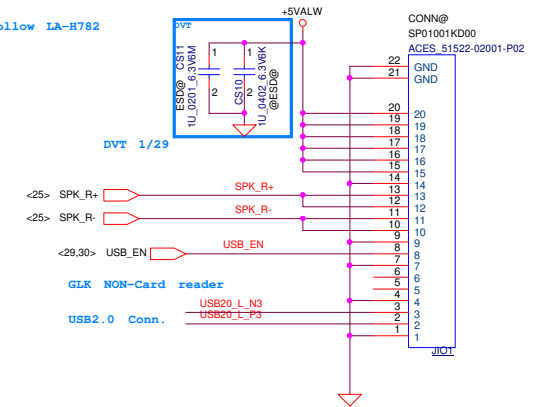 ollow LA-H782
+5VALW
CONN@
SP01001KD00
ACES_51522-02001-P02
DVT
1
1
2
2
ESD@
1U_0201_6.3V6M
CS11
CS10
1U_0402_6.3V6K
@ESD@
DVT 1/29
22 GND
21 GND
20 20
19 19
18 18
17 17
16 16
15 15
14 14
13 13
12 12
11 11
10 10
9 9
8 8
7 7
6 6
5 5
4 4
3 3
2 2
1 1
JIO1
<25> SPK_R+ SPK_R+
<25> SPK_R- SPK_R-
<29,30> USB_EN USB_EN
GLK NON-Card reader
USB20_L_N3
USB2.0 Conn. USB20_L_P3